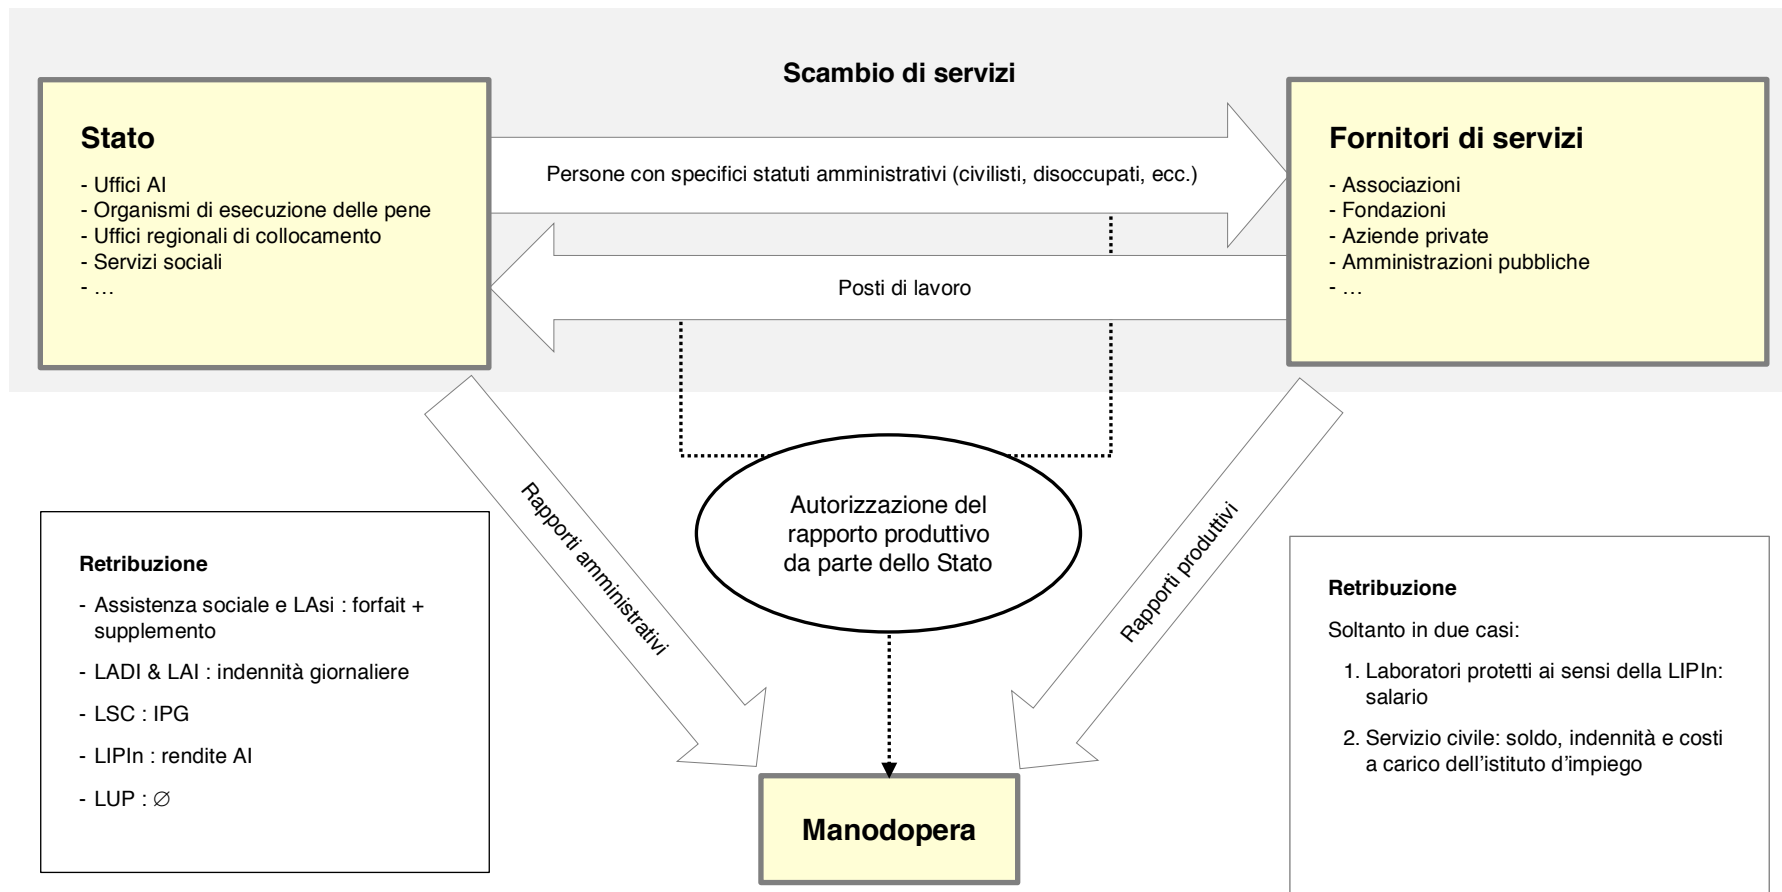 Scambio di servizi
Stato
- Uffici AI
- Organismi di esecuzione delle pene
- Uffici regionali di collocamento
- Servizi sociali
- …
Persone con specifici statuti amministrativi (civilisti, disoccupati, ecc.)
Posti di lavoro
Fornitori di servizi
- Associazioni
- Fondazioni
- Aziende private
- Amministrazioni pubbliche
- …
Rapporti amministrativi
Autorizzazione del
rapporto produttivo
da parte dello Stato
Rapporti produttivi
Retribuzione
- Assistenza sociale e LAsi : forfait +
supplemento
- LADI & LAI : indennità giornaliere
- LSC : IPG
- LIPIn : rendite AI
- LUP : ∅
Retribuzione
Soltanto in due casi:
1. Laboratori protetti ai sensi della LIPIn:
salario
2. Servizio civile: soldo, indennità e costi
a carico dell'istituto d'impiego
Manodopera